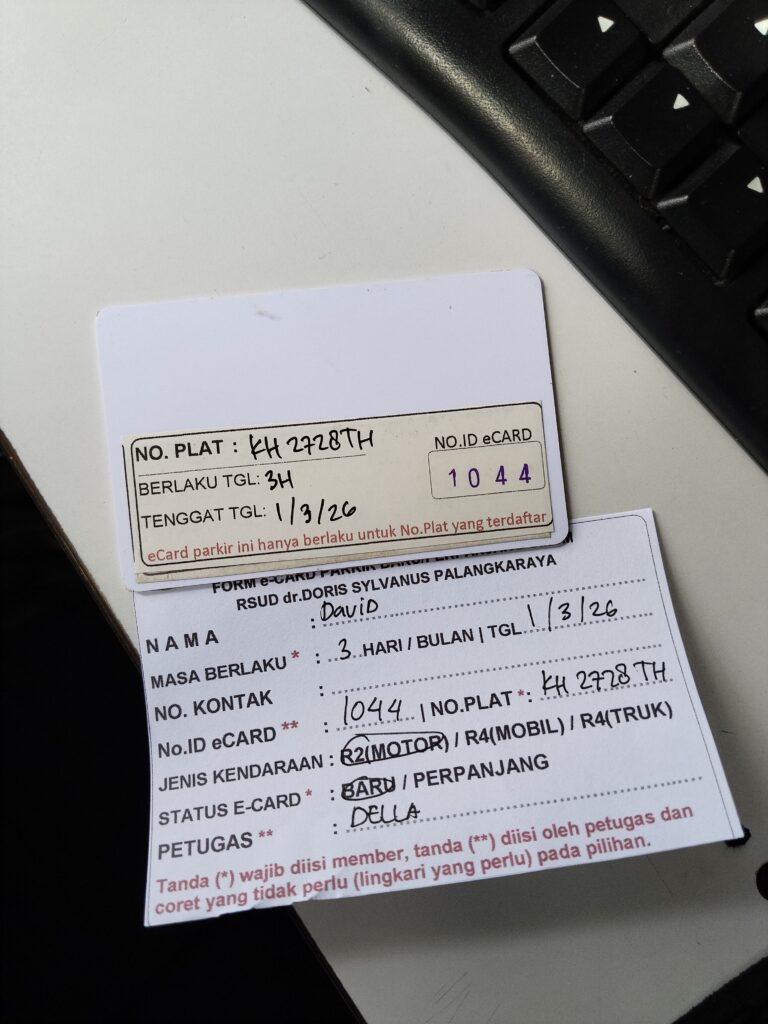 NO. PLAT : KH 2728 TH
NO.ID eCARD
BERLAKU TGL: 3H
1044
TENGGAT TGL: 1/3/26
eCard parkir ini hanya berlaku untuk No.Plat yang terdaftar
FORM e-CARD PARKIR
RSUD dr.DORIS SYLVANUS PALANGKARAYA
NAMA : DaviD
MASA BERLAKU * : 3 HARI / BULAN | TGL 1/3/26
NO. KONTAK :
No.ID eCARD ** : 1044 | NO.PLAT *: KH 2728 TH
JENIS KENDARAAN : R2(MOTOR) / R4(MOBIL) / R4(TRUK)
STATUS E-CARD * : BARU / PERPANJANG
PETUGAS ** : DELLA
Tanda (*) wajib diisi member, tanda (**) diisi oleh petugas dan
coret yang tidak perlu (lingkari yang perlu) pada pilihan.